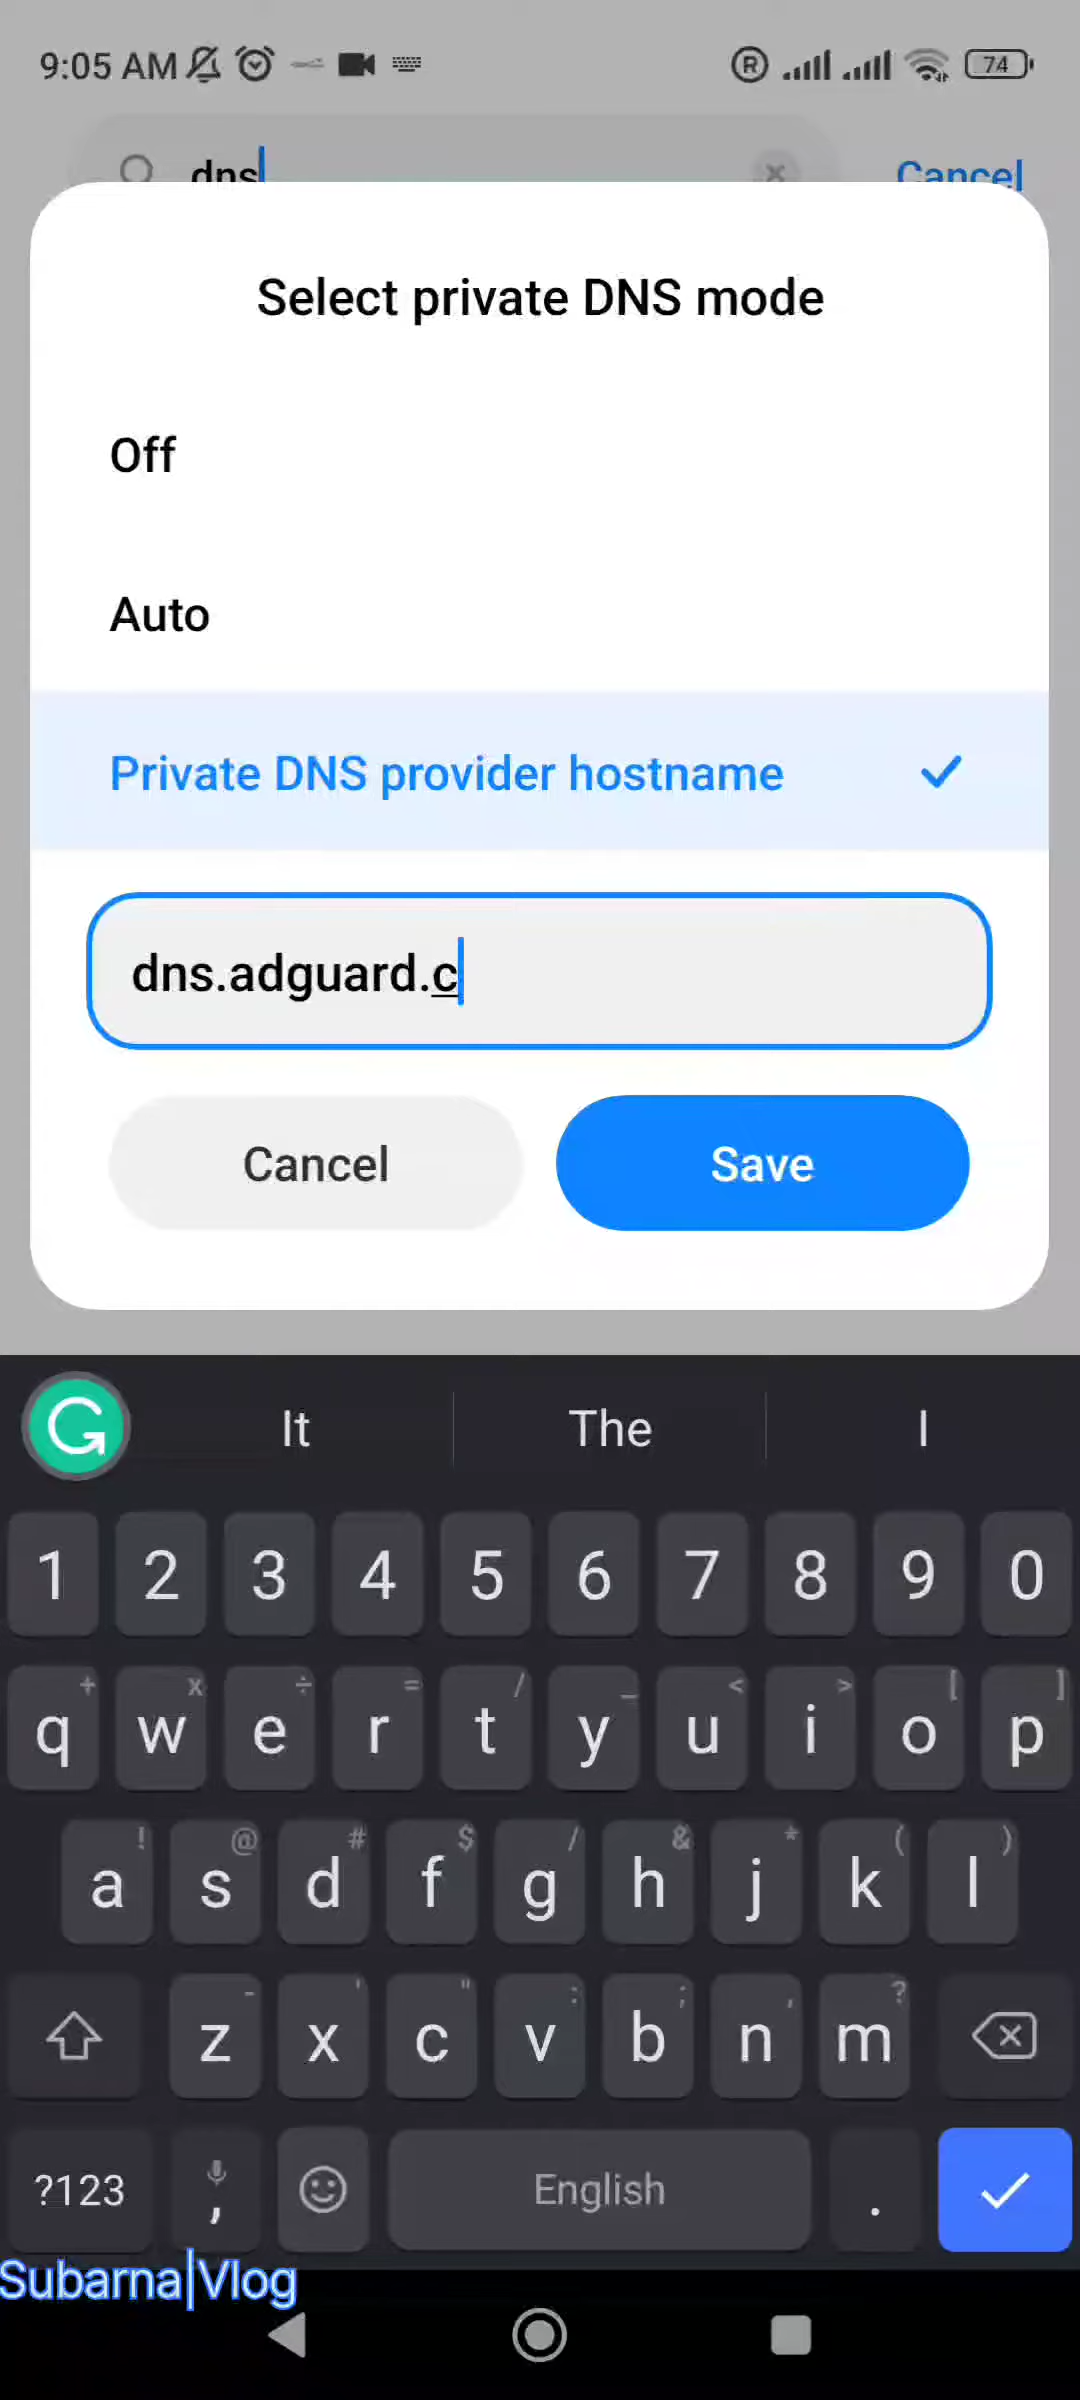 9:05 AM
74
dns
Cancel
Select private DNS mode
Off
Auto
Private DNS provider hostname
dns.adguard.c
Cancel
Save
It The I
1 2 3 4 5 6 7 8 9 0
+ x ÷ = / _ < > [ ]
q w e r t y u i o p
! @ # $ / & * ( )
a s d f g h j k l
- ' " : ; , ?
z x c v b n m
?123 , English .
Subarna|Vlog